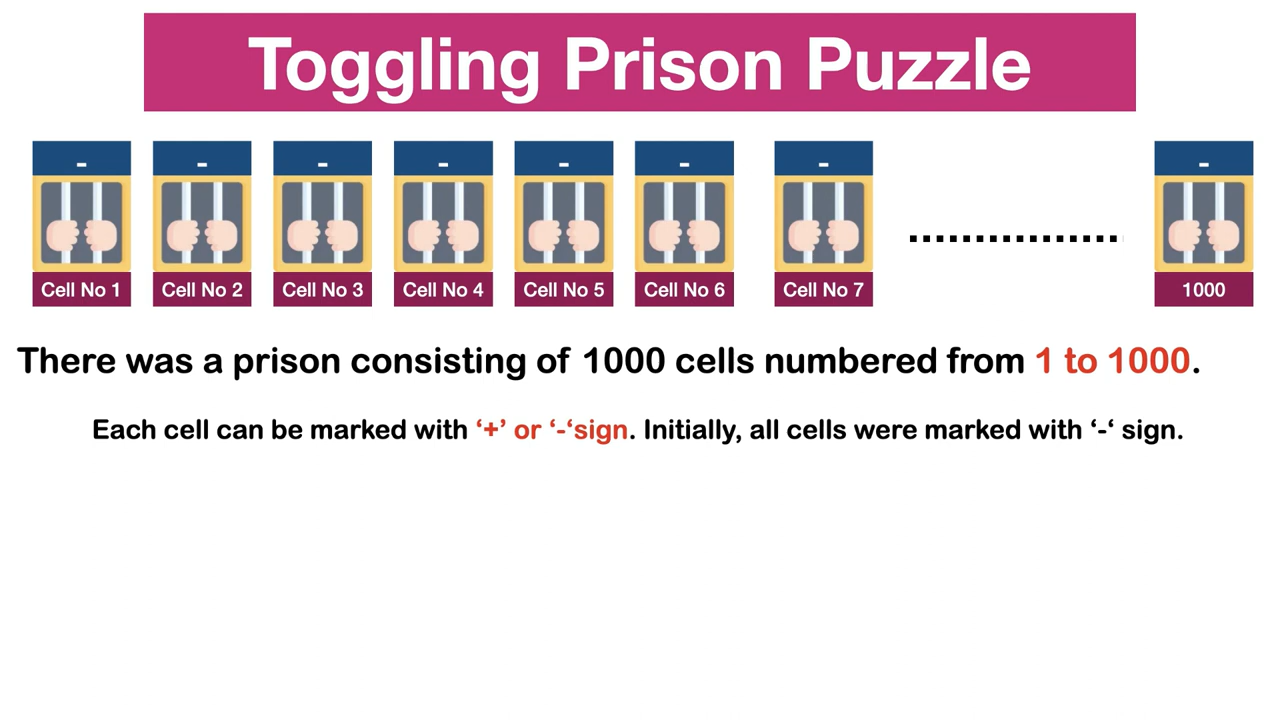 Toggling Prison Puzzle
- - - - - - - -
Cell No 1 Cell No 2 Cell No 3 Cell No 4 Cell No 5 Cell No 6 Cell No 7 1000
There was a prison consisting of 1000 cells numbered from 1 to 1000.
Each cell can be marked with ‘+’ or ‘-‘sign. Initially, all cells were marked with ‘-‘ sign.